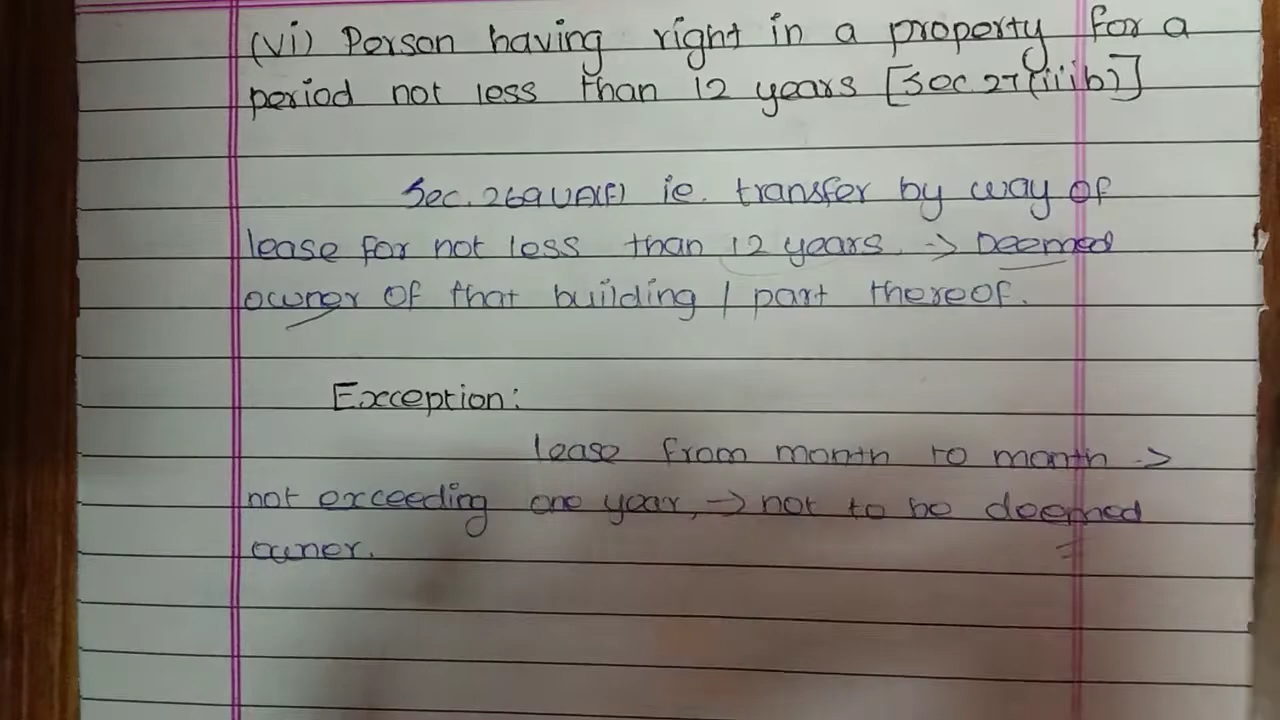 (vi) Person having right in a property for a
period not less than 12 years [Sec 27(iiib)]
Sec. 269UA(F) ie. transfer by way of
lease for not less than 12 years. -> Deemed
owner of that building / part thereof.
Exception:
lease from month to month ->
not exceeding one year, -> not to be deemed
owner.